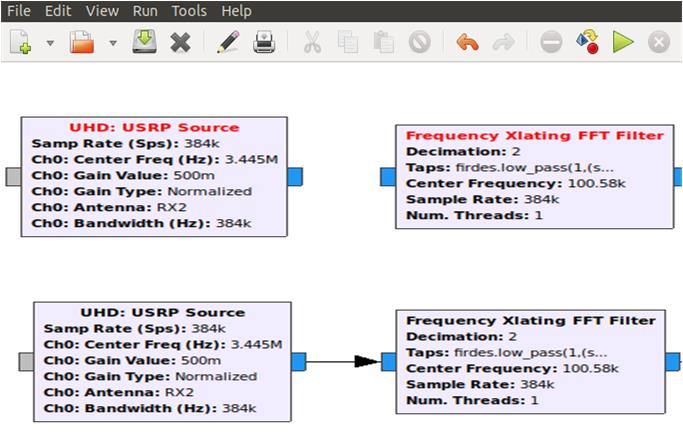 File Edit View Run Tools Help
UHD: USRP Source
Samp Rate (Sps): 384k
Ch0: Center Freq (Hz): 3.445M
Ch0: Gain Value: 500m
Ch0: Gain Type: Normalized
Ch0: Antenna: RX2
Ch0: Bandwidth (Hz): 384k
Frequency Xlating FFT Filter
Decimation: 2
Taps: firdes.low_pass(1,(s...
Center Frequency: 100.58k
Sample Rate: 384k
Num. Threads: 1
UHD: USRP Source
Samp Rate (Sps): 384k
Ch0: Center Freq (Hz): 3.445M
Ch0: Gain Value: 500m
Ch0: Gain Type: Normalized
Ch0: Antenna: RX2
Ch0: Bandwidth (Hz): 384k
Frequency Xlating FFT Filter
Decimation: 2
Taps: firdes.low_pass(1,(s...
Center Frequency: 100.58k
Sample Rate: 384k
Num. Threads: 1